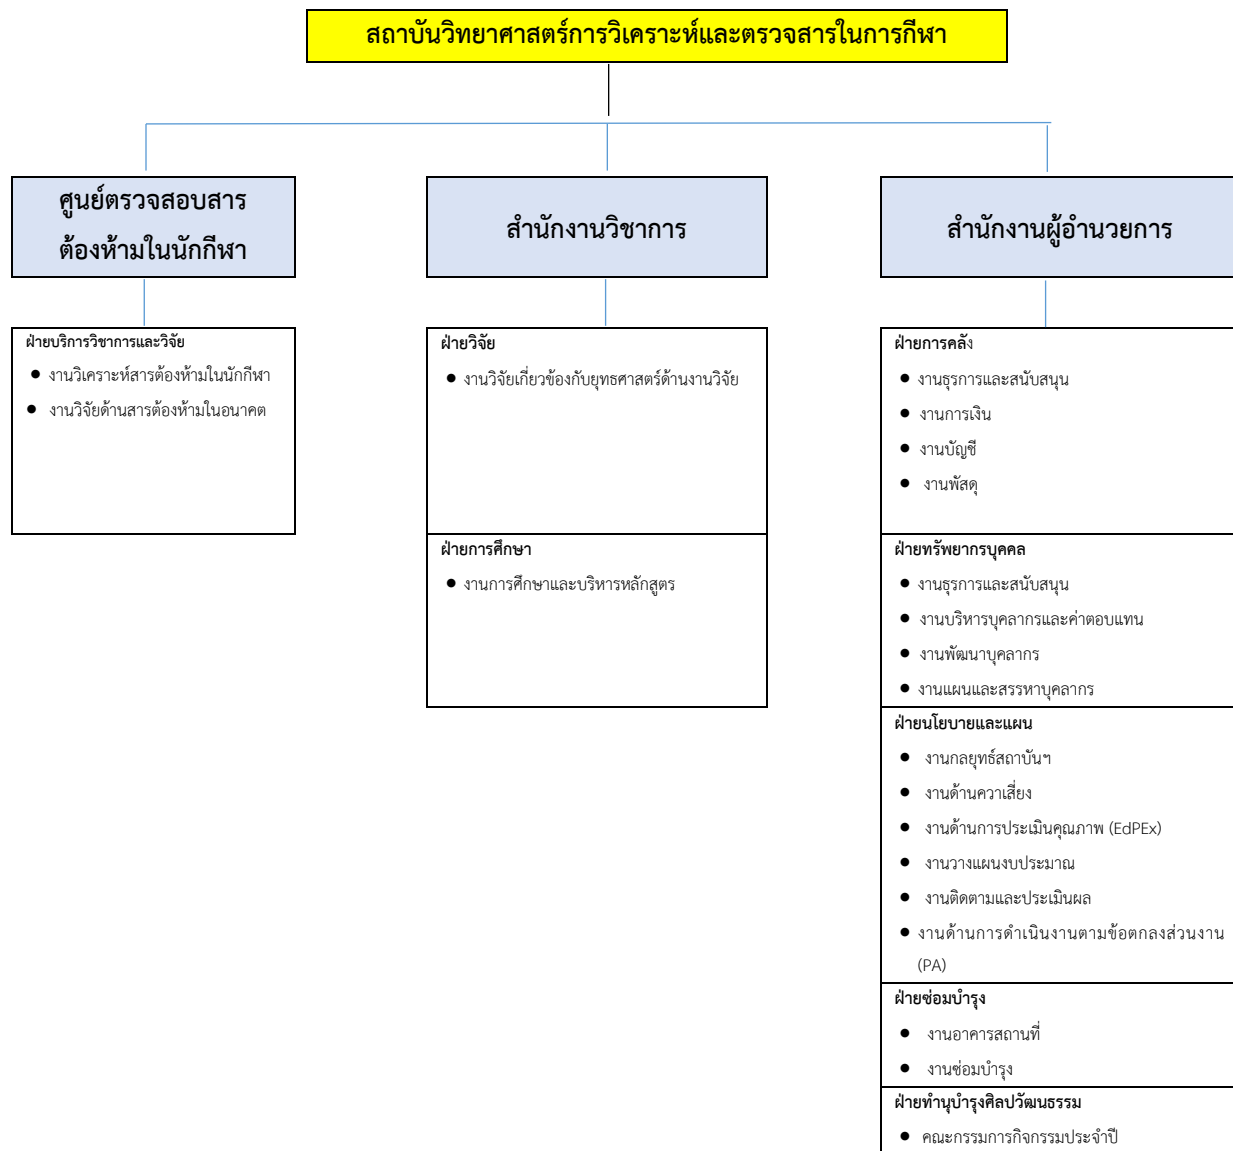 สถาบันวิทยาศาสตร์การวิเคราะห์และตรวจสารในการกีฬา
ศูนย์ตรวจสอบสาร
ต้องห้ามในนักกีฬา
ฝ่ายบริการวิชาการและวิจัย
● งานวิเคราะห์สารต้องห้ามในนักกีฬา
● งานวิจัยด้านสารต้องห้ามในอนาคต
สำนักงานวิชาการ
ฝ่ายวิจัย
● งานวิจัยเกี่ยวข้องกับยุทธศาสตร์ด้านงานวิจัย
ฝ่ายการศึกษา
● งานการศึกษาและบริหารหลักสูตร
สำนักงานผู้อำนวยการ
ฝ่ายการคลัง
● งานธุรการและสนับสนุน
● งานการเงิน
● งานบัญชี
● งานพัสดุ
ฝ่ายทรัพยากรบุคคล
● งานธุรการและสนับสนุน
● งานบริหารบุคลากรและค่าตอบแทน
● งานพัฒนาบุคลากร
● งานแผนและสรรหาบุคลากร
ฝ่ายนโยบายและแผน
● งานกลยุทธ์สถาบันฯ
● งานด้านควาเสี่ยง
● งานด้านการประเมินคุณภาพ (EdPEx)
● งานวางแผนงบประมาณ
● งานติดตามและประเมินผล
● งานด้านการดำเนินงานตามข้อตกลงส่วนงาน
(PA)
ฝ่ายซ่อมบำรุง
● งานอาคารสถานที่
● งานซ่อมบำรุง
ฝ่ายทำนุบำรุงศิลปวัฒนธรรม
● คณะกรรมการกิจกรรมประจำปี